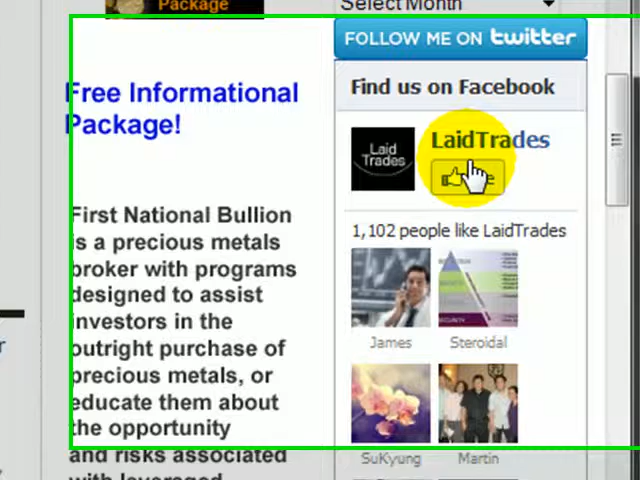 Package
Select Month
FOLLOW ME ON twitter
Free Informational
Package!
Find us on Facebook
Laid
Trades
LaidTrades
1,102 people like LaidTrades
James
Steroidal
SuKyung
Martin
First National Bullion
is a precious metals
broker with programs
designed to assist
investors in the
outright purchase of
precious metals, or
educate them about
the opportunity
and risks associated
with leveraged